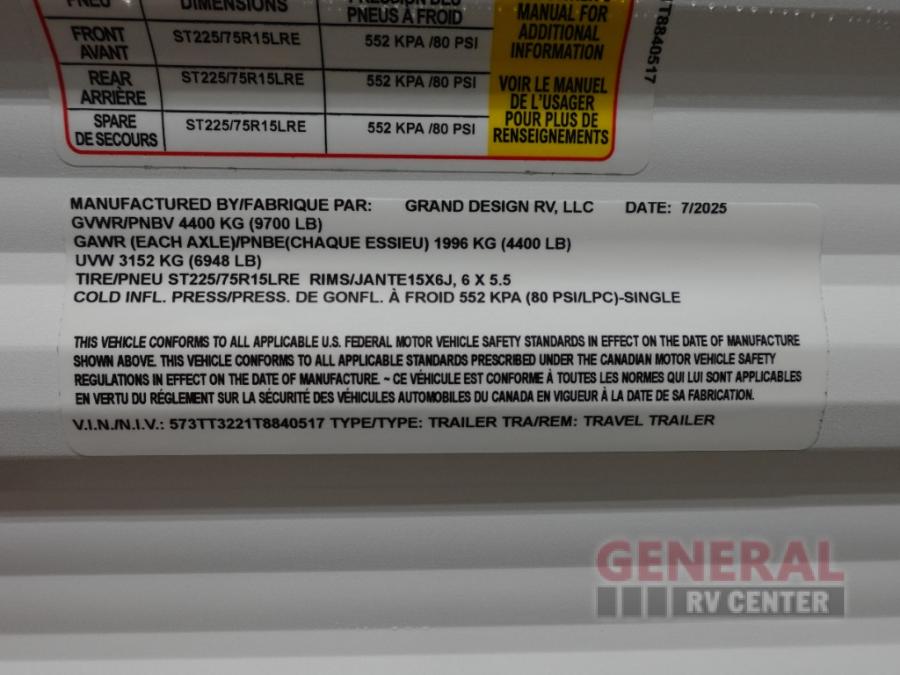 PNEU DIMENSIONS PNEUS À FROID
FRONT AVANT ST225/75R15LRE 552 KPA /80 PSI
REAR ARRIÈRE ST225/75R15LRE 552 KPA /80 PSI
SPARE DE SECOURS ST225/75R15LRE 552 KPA /80 PSI
MANUAL FOR
ADDITIONAL
INFORMATION
VOIR LE MANUEL
DE L'USAGER
POUR PLUS DE
RENSEIGNEMENTS
T8840517
MANUFACTURED BY/FABRIQUE PAR: GRAND DESIGN RV, LLC DATE: 7/2025
GVWR/PNBV 4400 KG (9700 LB)
GAWR (EACH AXLE)/PNBE(CHAQUE ESSIEU) 1996 KG (4400 LB)
UVW 3152 KG (6948 LB)
TIRE/PNEU ST225/75R15LRE RIMS/JANTE15X6J, 6 X 5.5
COLD INFL. PRESS/PRESS. DE GONFL. À FROID 552 KPA (80 PSI/LPC)-SINGLE
THIS VEHICLE CONFORMS TO ALL APPLICABLE U.S. FEDERAL MOTOR VEHICLE SAFETY STANDARDS IN EFFECT ON THE DATE OF MANUFACTURE
SHOWN ABOVE. THIS VEHICLE CONFORMS TO ALL APPLICABLE STANDARDS PRESCRIBED UNDER THE CANADIAN MOTOR VEHICLE SAFETY
REGULATIONS IN EFFECT ON THE DATE OF MANUFACTURE. ~ CE VÉHICULE EST CONFORME À TOUTES LES NORMES QUI LUI SONT APPLICABLES
EN VERTU DU RÉGLEMENT SUR LA SÉCURITÉ DES VÉHICULES AUTOMOBILES DU CANADA EN VIGUEUR À LA DATE DE SA FABRICATION.
V.I.N./N.I.V.: 573TT3221T8840517 TYPE/TYPE: TRAILER TRA/REM: TRAVEL TRAILER
GENERAL
RV CENTER